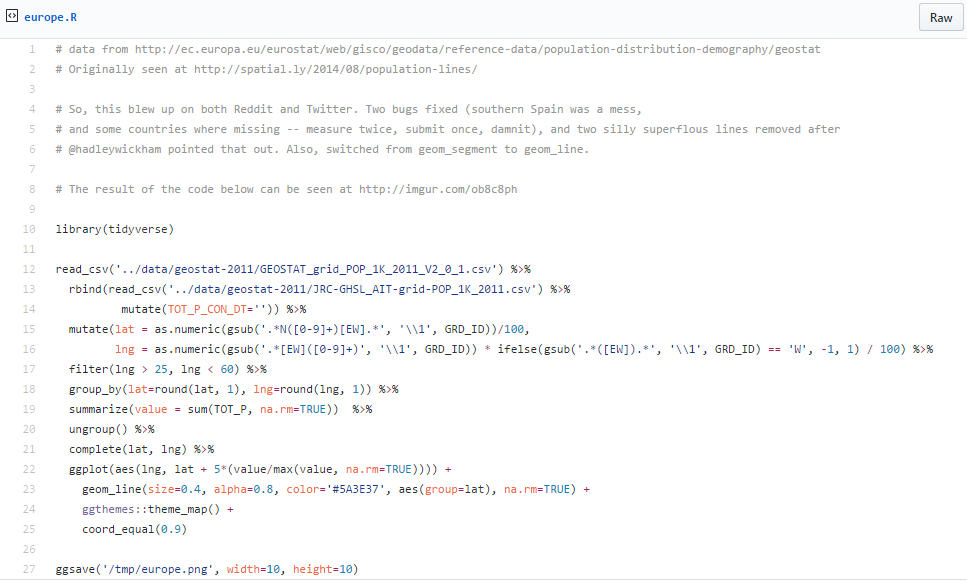 europe.R
Raw
1 # data from http://ec.europa.eu/eurostat/web/gisco/geodata/reference-data/population-distribution-demography/geostat
2 # Originally seen at http://spatial.ly/2014/08/population-lines/
3
4 # So, this blew up on both Reddit and Twitter. Two bugs fixed (southern Spain was a mess,
5 # and some countries where missing -- measure twice, submit once, damnit), and two silly superflous lines removed after
6 # @hadleywickham pointed that out. Also, switched from geom_segment to geom_line.
7
8 # The result of the code below can be seen at http://imgur.com/ob8c8ph
9
10 library(tidyverse)
11
12 read_csv('../data/geostat-2011/GEOSTAT_grid_POP_1K_2011_V2_0_1.csv') %>%
13   rbind(read_csv('../data/geostat-2011/JRC-GHSL_AIT-grid-POP_1K_2011.csv') %>%
14           mutate(TOT_P_CON_DT='')) %>%
15   mutate(lat = as.numeric(gsub('.*N([0-9]+)[EW].*', '\\1', GRD_ID))/100,
16          lng = as.numeric(gsub('.*[EW]([0-9]+)', '\\1', GRD_ID)) * ifelse(gsub('.*([EW]).*', '\\1', GRD_ID) == 'W', -1, 1) / 100) %>%
17   filter(lng > 25, lng < 60) %>%
18   group_by(lat=round(lat, 1), lng=round(lng, 1)) %>%
19   summarize(value = sum(TOT_P, na.rm=TRUE))  %>%
20   ungroup() %>%
21   complete(lat, lng) %>%
22   ggplot(aes(lng, lat + 5*(value/max(value, na.rm=TRUE)))) +
23     geom_line(size=0.4, alpha=0.8, color='#5A3E37', aes(group=lat), na.rm=TRUE) +
24     ggthemes::theme_map() +
25     coord_equal(0.9)
26
27 ggsave('/tmp/europe.png', width=10, height=10)